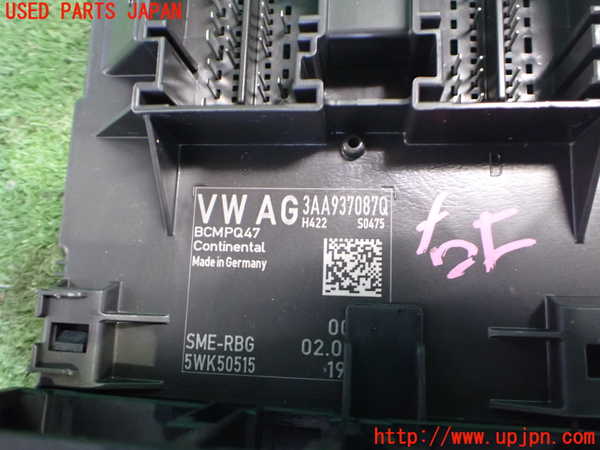 USED PARTS JAPAN
VW AG 3AA937087Q
BCMPQ47 H422 S0475
Continental
Made in Germany
SME-RBG 00
5WK50515 02.0
19
http://www.upjpn.com/